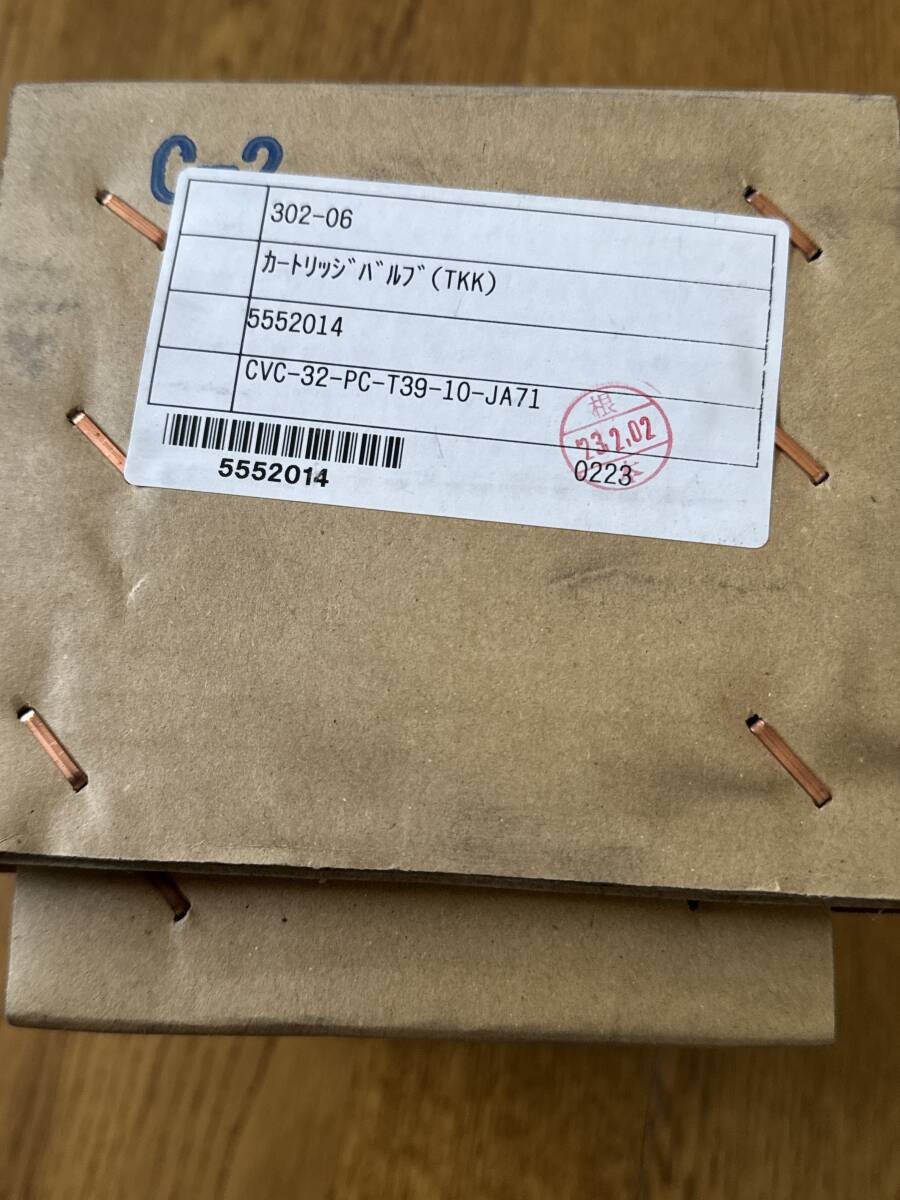 C-2
302-06
ｶｰﾄﾘｯｼﾞﾊﾞﾙﾌﾞ(TKK)
5552014
CVC-32-PC-T39-10-JA71
根
'23.2.02
5552014
0223